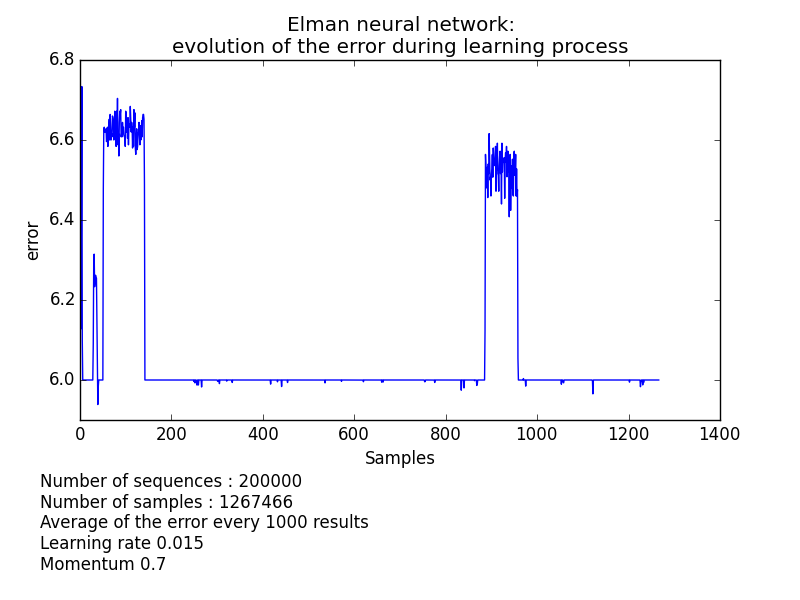 Elman neural network:
evolution of the error during learning process
6.8
6.6
6.4
6.2
6.0
error
0 200 400 600 800 1000 1200 1400
Samples
Number of sequences : 200000
Number of samples : 1267466
Average of the error every 1000 results
Learning rate 0.015
Momentum 0.7